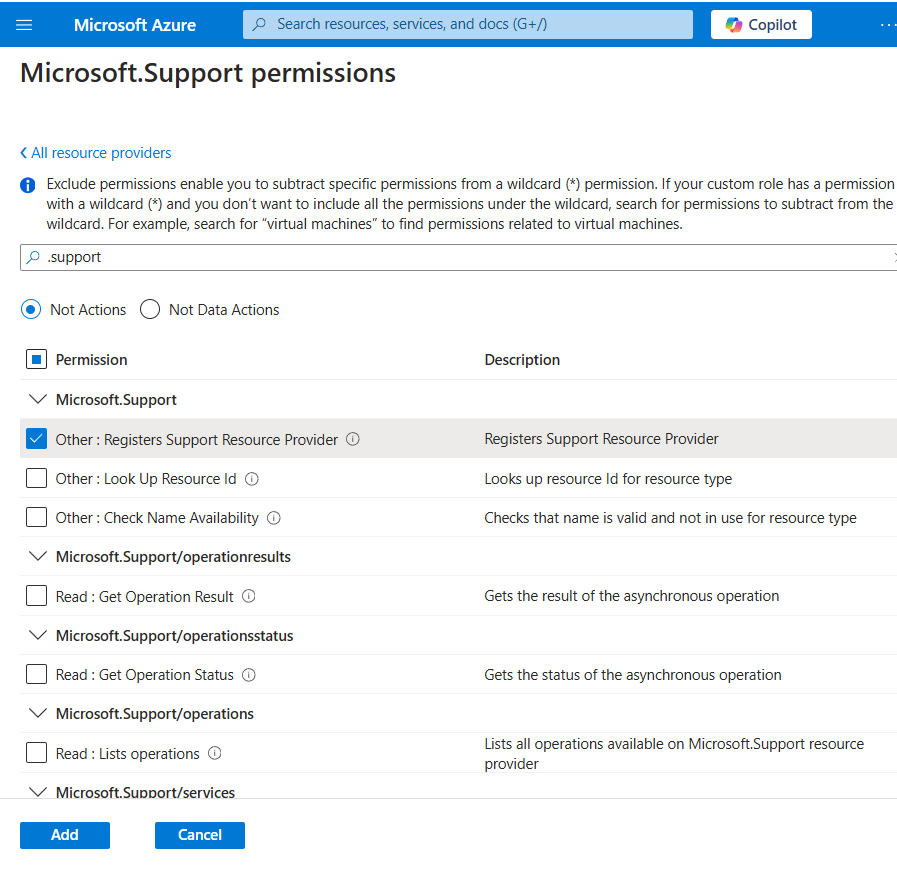 Microsoft Azure
Search resources, services, and docs (G+/)
Copilot
...
Microsoft.Support permissions
All resource providers
Exclude permissions enable you to subtract specific permissions from a wildcard (*) permission. If your custom role has a permission
with a wildcard (*) and you don't want to include all the permissions under the wildcard, search for permissions to subtract from the
wildcard. For example, search for “virtual machines” to find permissions related to virtual machines.
.support
Not Actions
Not Data Actions
Permission
Description
Microsoft.Support
Other : Registers Support Resource Provider
Registers Support Resource Provider
Other : Look Up Resource Id
Looks up resource Id for resource type
Other : Check Name Availability
Checks that name is valid and not in use for resource type
Microsoft.Support/operationresults
Read : Get Operation Result
Gets the result of the asynchronous operation
Microsoft.Support/operationsstatus
Read : Get Operation Status
Gets the status of the asynchronous operation
Microsoft.Support/operations
Read : Lists operations
Lists all operations available on Microsoft.Support resource
provider
Microsoft.Support/services
Add
Cancel